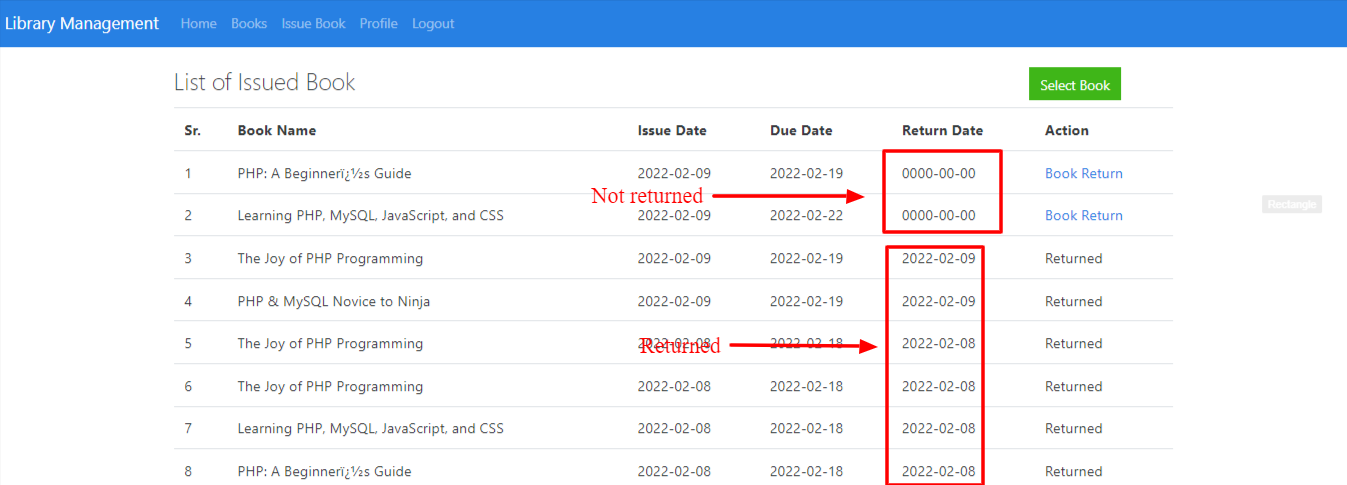 Library Management Home Books Issue Book Profile Logout
List of Issued Book Select Book
Sr. Book Name Issue Date Due Date Return Date Action
1 PHP: A Beginnerï¿½s Guide 2022-02-09 2022-02-19 0000-00-00 Book Return
Not returned
Rectangle
2 Learning PHP, MySQL, JavaScript, and CSS 2022-02-09 2022-02-22 0000-00-00 Book Return
3 The Joy of PHP Programming 2022-02-09 2022-02-19 2022-02-09 Returned
4 PHP & MySQL Novice to Ninja 2022-02-09 2022-02-19 2022-02-09 Returned
5 The Joy of PHP Programming 2022-02-08 2022-02-18 2022-02-08 Returned
Returned
6 The Joy of PHP Programming 2022-02-08 2022-02-18 2022-02-08 Returned
7 Learning PHP, MySQL, JavaScript, and CSS 2022-02-08 2022-02-18 2022-02-08 Returned
8 PHP: A Beginnerï¿½s Guide 2022-02-08 2022-02-18 2022-02-08 Returned